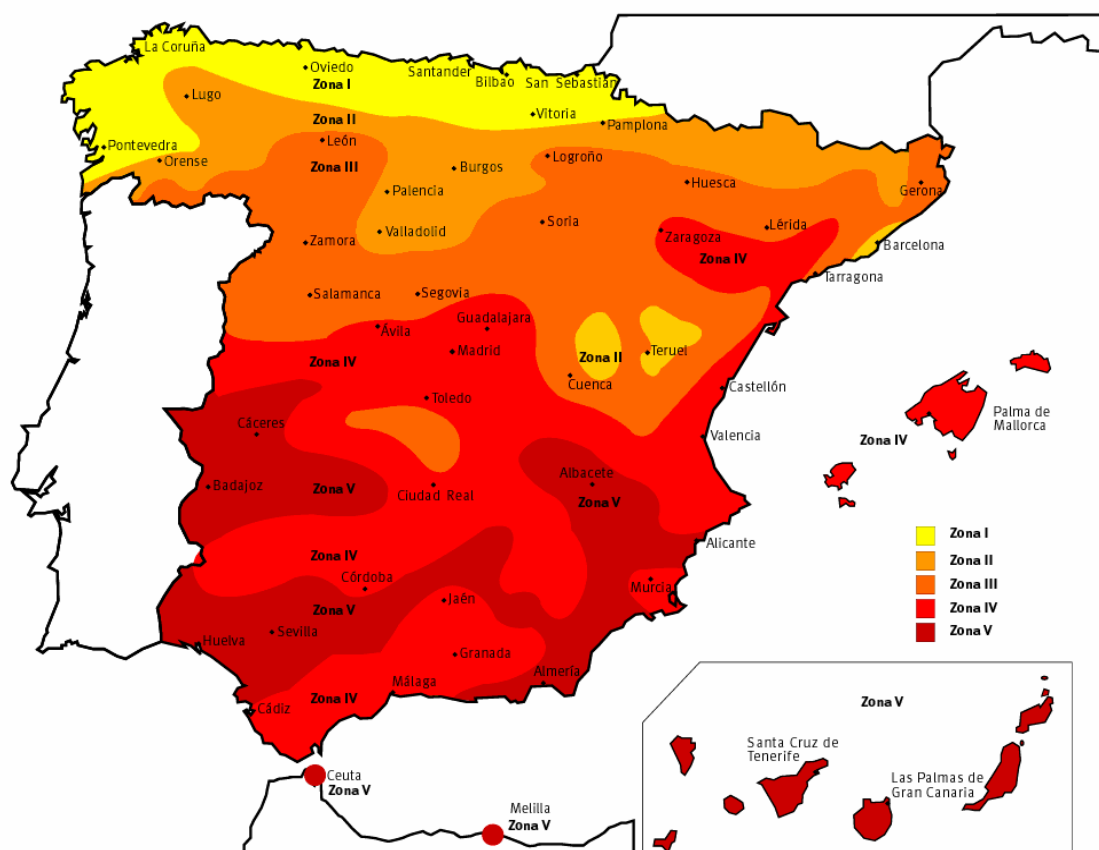 La Coruña
Oviedo
Santander
Bilbao
San Sebastián
Zona I
Lugo
Vitoria
Zona II
Pamplona
León
Pontevedra
Orense
Zona III
Burgos
Logroño
Huesca
Gerona
Palencia
Soria
Valladolid
Zaragoza
Lérida
Zamora
Barcelona
Zona IV
Tarragona
Salamanca
Segovia
Guadalajara
Ávila
Madrid
Zona II
Teruel
Zona IV
Cuenca
Castellón
Toledo
Palma de
Mallorca
Cáceres
Valencia
Zona IV
Albacete
Badajoz
Zona V
Ciudad Real
Zona V
Zona I
Alicante
Zona IV
Zona II
Córdoba
Murcia
Zona III
Jaén
Zona V
Zona IV
Sevilla
Huelva
Zona V
Granada
Almería
Málaga
Zona IV
Cádiz
Zona V
Santa Cruz de
Tenerife
Ceuta
Zona V
Las Palmas de
Gran Canaria
Melilla
Zona V